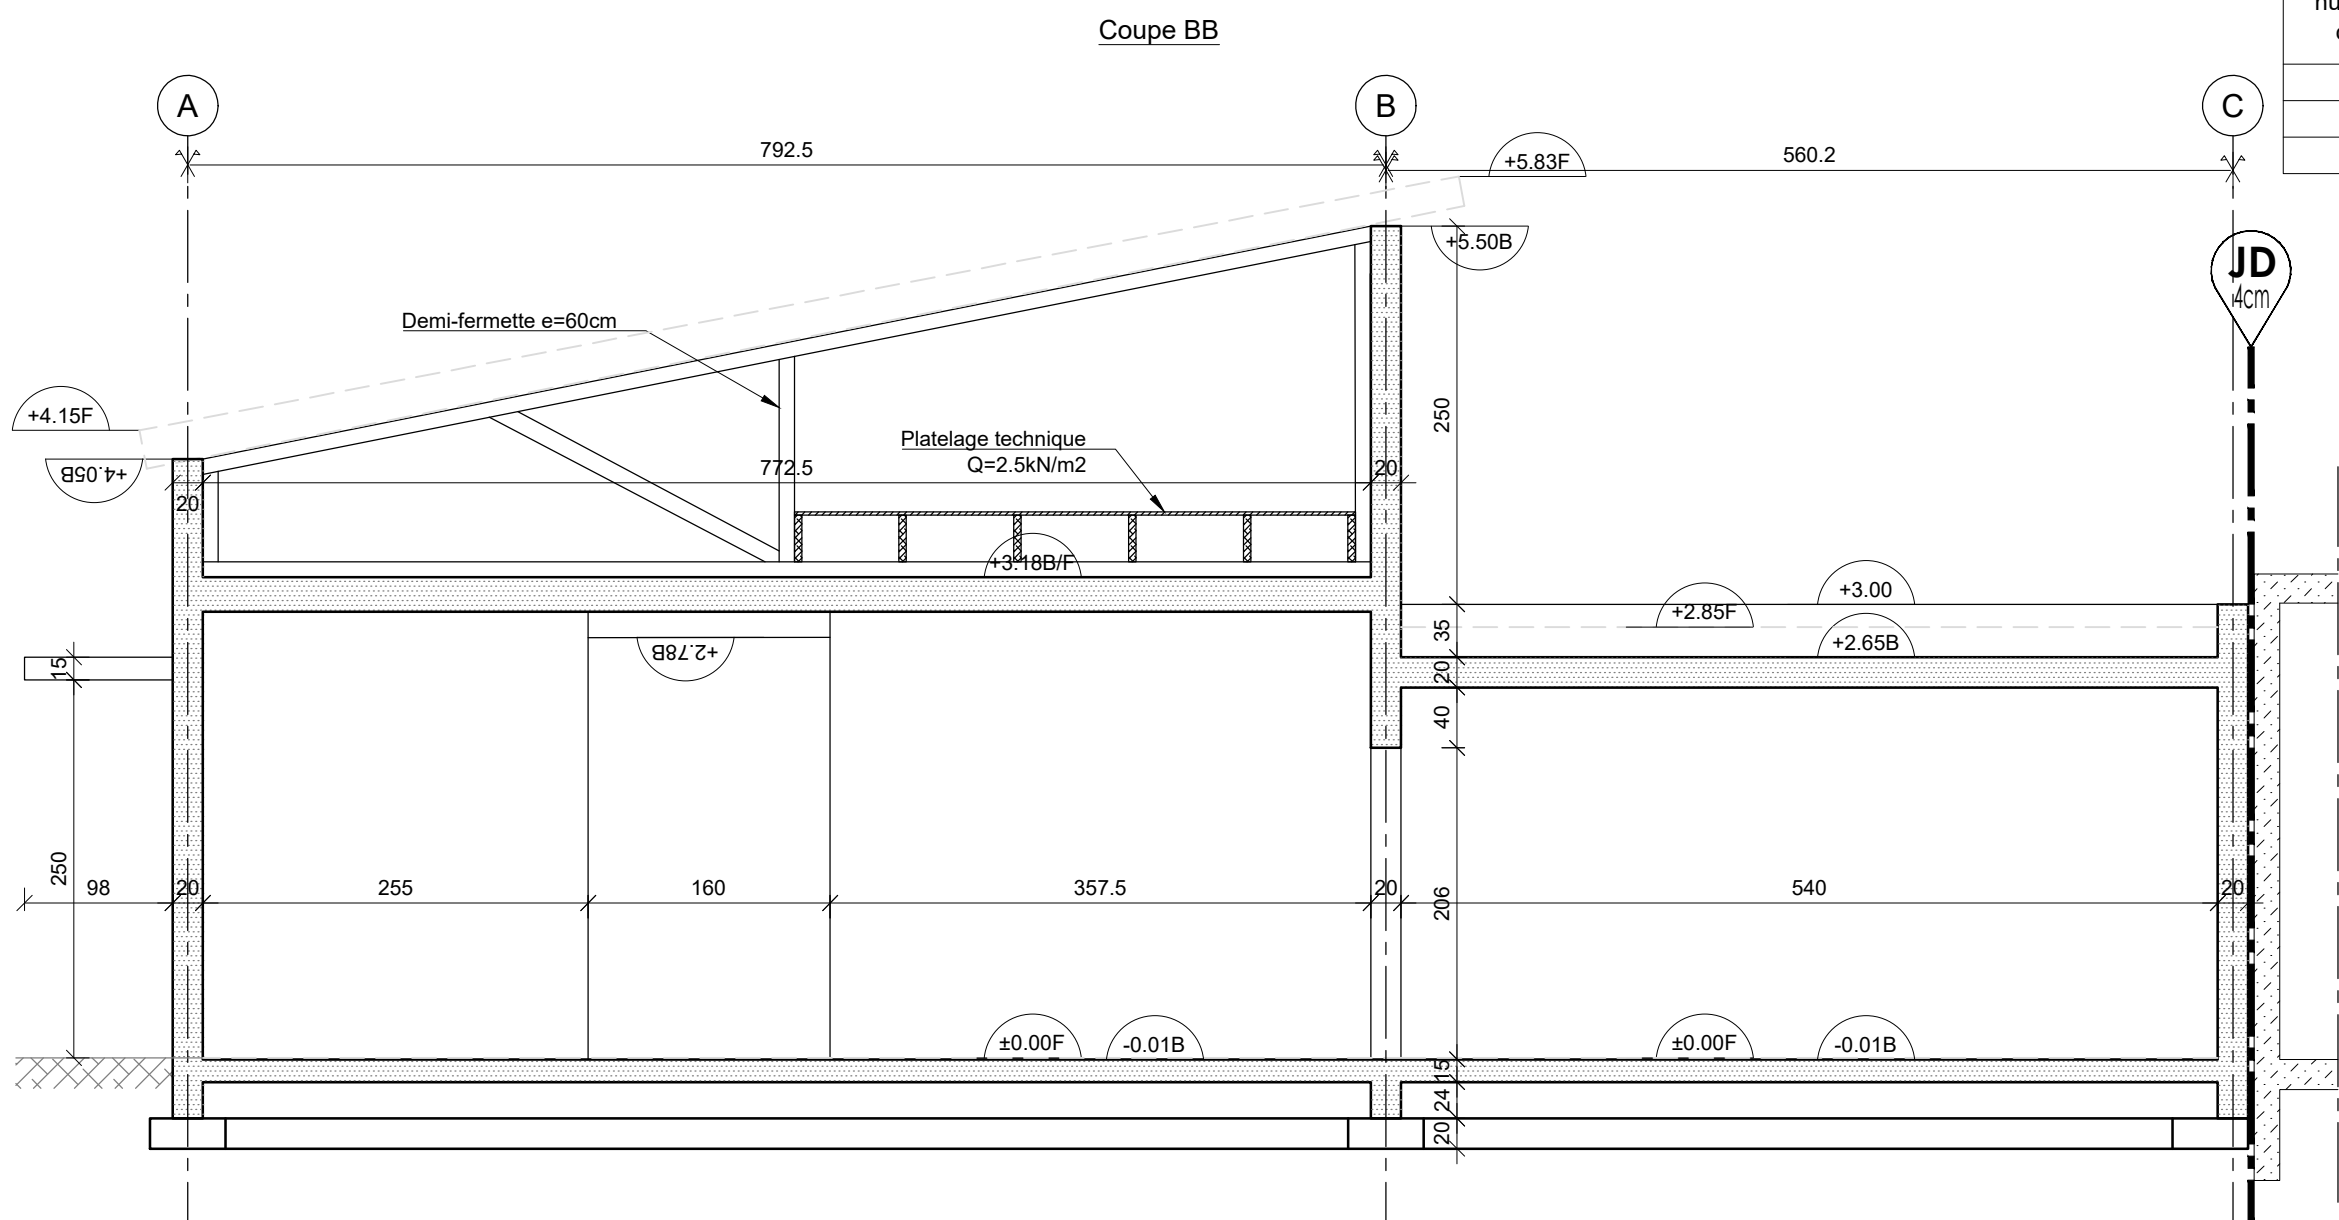 Coupe BB
A
B
C
792.5
560.2
+5.83F
+5.50B
JD
4cm
Demi-fermette e=60cm
+4.15F
+4.05B
Platelage technique
Q=2.5kN/m2
772.5
20
20
250
+3.18B/F
+3.00
+2.85F
+2.65B
+2.78B
35
20
40
15
250
98
20
255
160
357.5
20
206
540
20
±0.00F
-0.01B
±0.00F
-0.01B
15
24
20